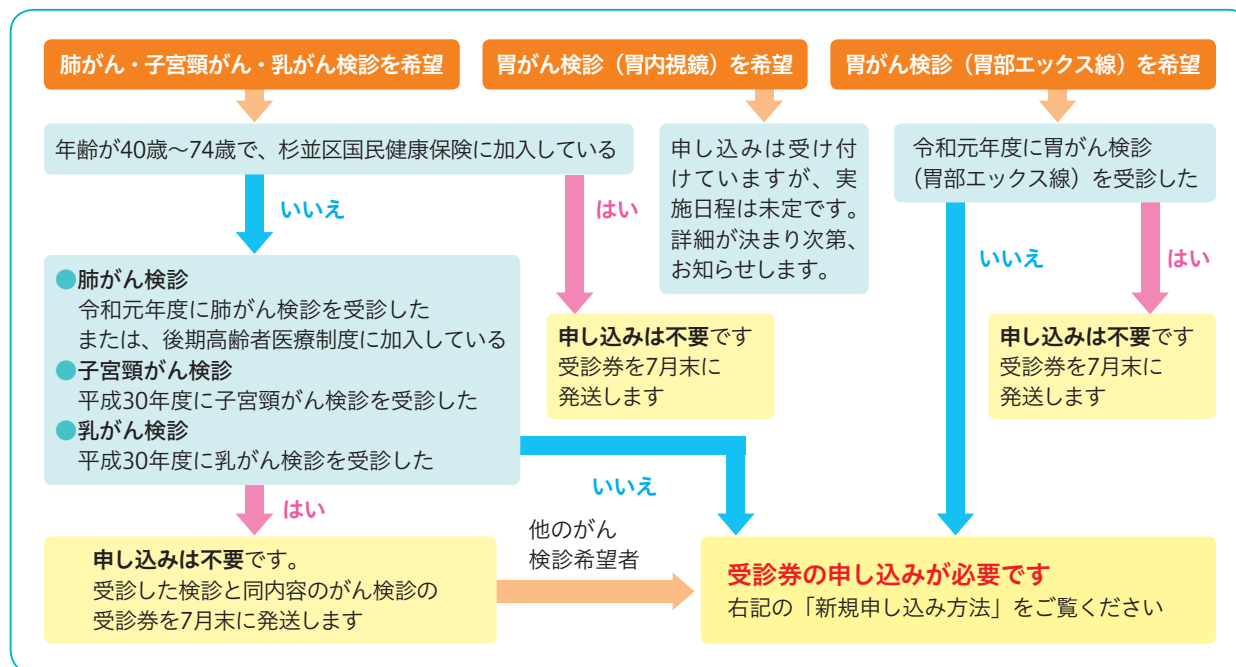 肺がん・子宮頸がん・乳がん検診を希望
年齢が40歳～74歳で、杉並区国民健康保険に加入している
いいえ
はい
●肺がん検診
令和元年度に肺がん検診を受診した
または、後期高齢者医療制度に加入している
●子宮頸がん検診
平成30年度に子宮頸がん検診を受診した
●乳がん検診
平成30年度に乳がん検診を受診した
申し込みは不要です
受診券を7月末に
発送します
はい
いいえ
申し込みは不要です。
受診した検診と同内容のがん検診の
受診券を7月末に発送します
他のがん
検診希望者
胃がん検診（胃内視鏡）を希望
申し込みは受け付
けていますが、実
施日程は未定です。
詳細が決まり次第、
お知らせします。
胃がん検診（胃部エックス線）を希望
令和元年度に胃がん検診
（胃部エックス線）を受診した
いいえ
はい
申し込みは不要です
受診券を7月末に
発送します
受診券の申し込みが必要です
右記の「新規申し込み方法」をご覧ください